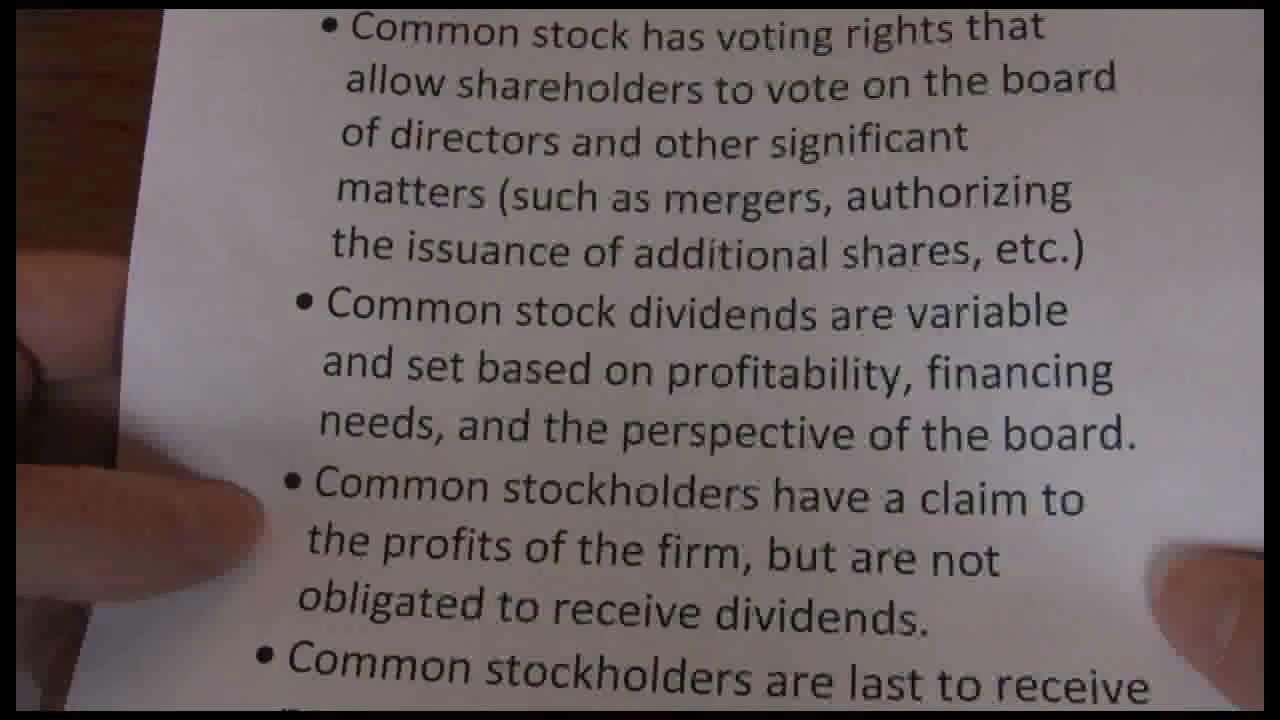 • Common stock has voting rights that
allow shareholders to vote on the board
of directors and other significant
matters (such as mergers, authorizing
the issuance of additional shares, etc.)
• Common stock dividends are variable
and set based on profitability, financing
needs, and the perspective of the board.
• Common stockholders have a claim to
the profits of the firm, but are not
obligated to receive dividends.
• Common stockholders are last to receive